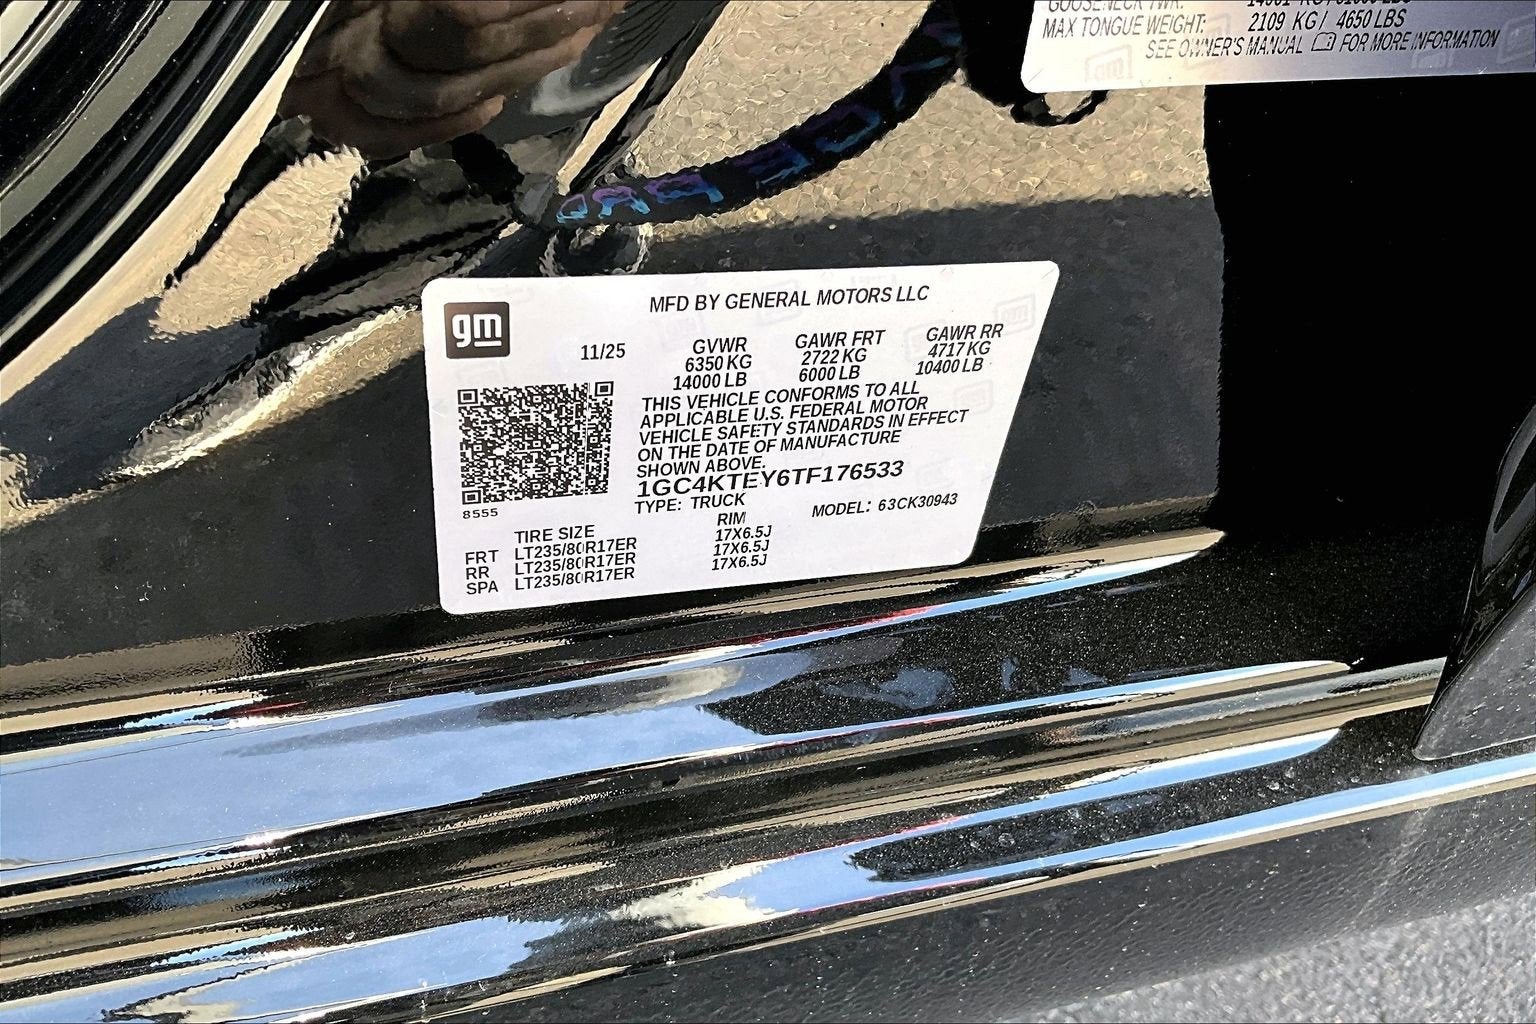 MAX TONGUE WEIGHT: 2109 KG / 4650 LBS
SEE OWNER'S MANUAL FOR MORE INFORMATION
gm
MFD BY GENERAL MOTORS LLC
11/25
GVWR GAWR FRT GAWR RR
6350 KG 2722 KG 4717 KG
14000 LB 6000 LB 10400 LB
THIS VEHICLE CONFORMS TO ALL
APPLICABLE U.S. FEDERAL MOTOR
VEHICLE SAFETY STANDARDS IN EFFECT
ON THE DATE OF MANUFACTURE
SHOWN ABOVE.
1GC4KTEY6TF176533
TYPE: TRUCK MODEL: 63CK30943
8555
TIRE SIZE RIM
FRT LT235/80R17ER 17X6.5J
RR LT235/80R17ER 17X6.5J
SPA LT235/80R17ER 17X6.5J